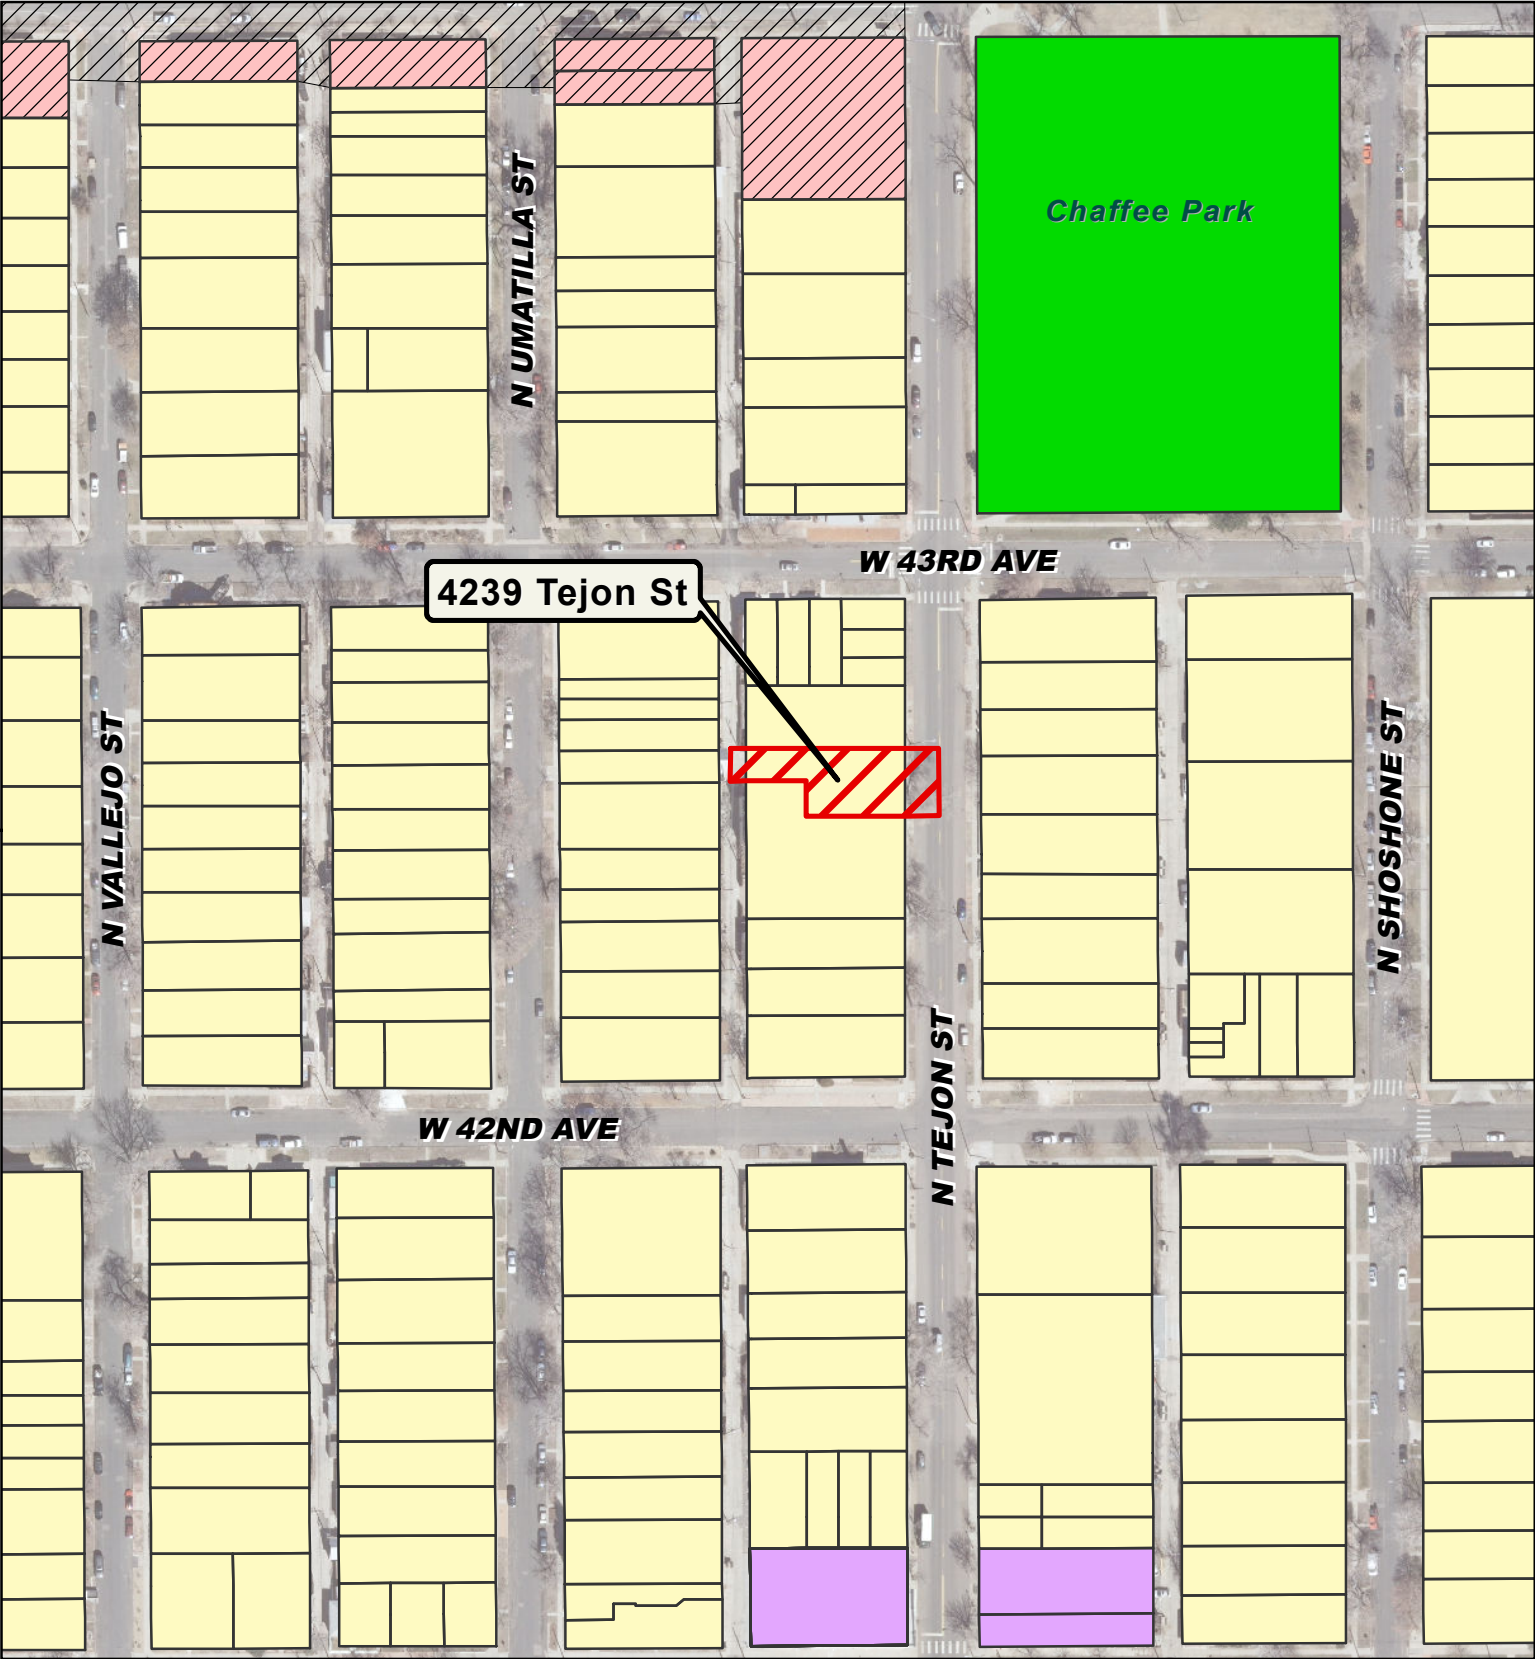 Chaffee Park
N UMATILLA ST
W 43RD AVE
4239 Tejon St
N VALLEJO ST
N SHOSHONE ST
N TEJON ST
W 42ND AVE